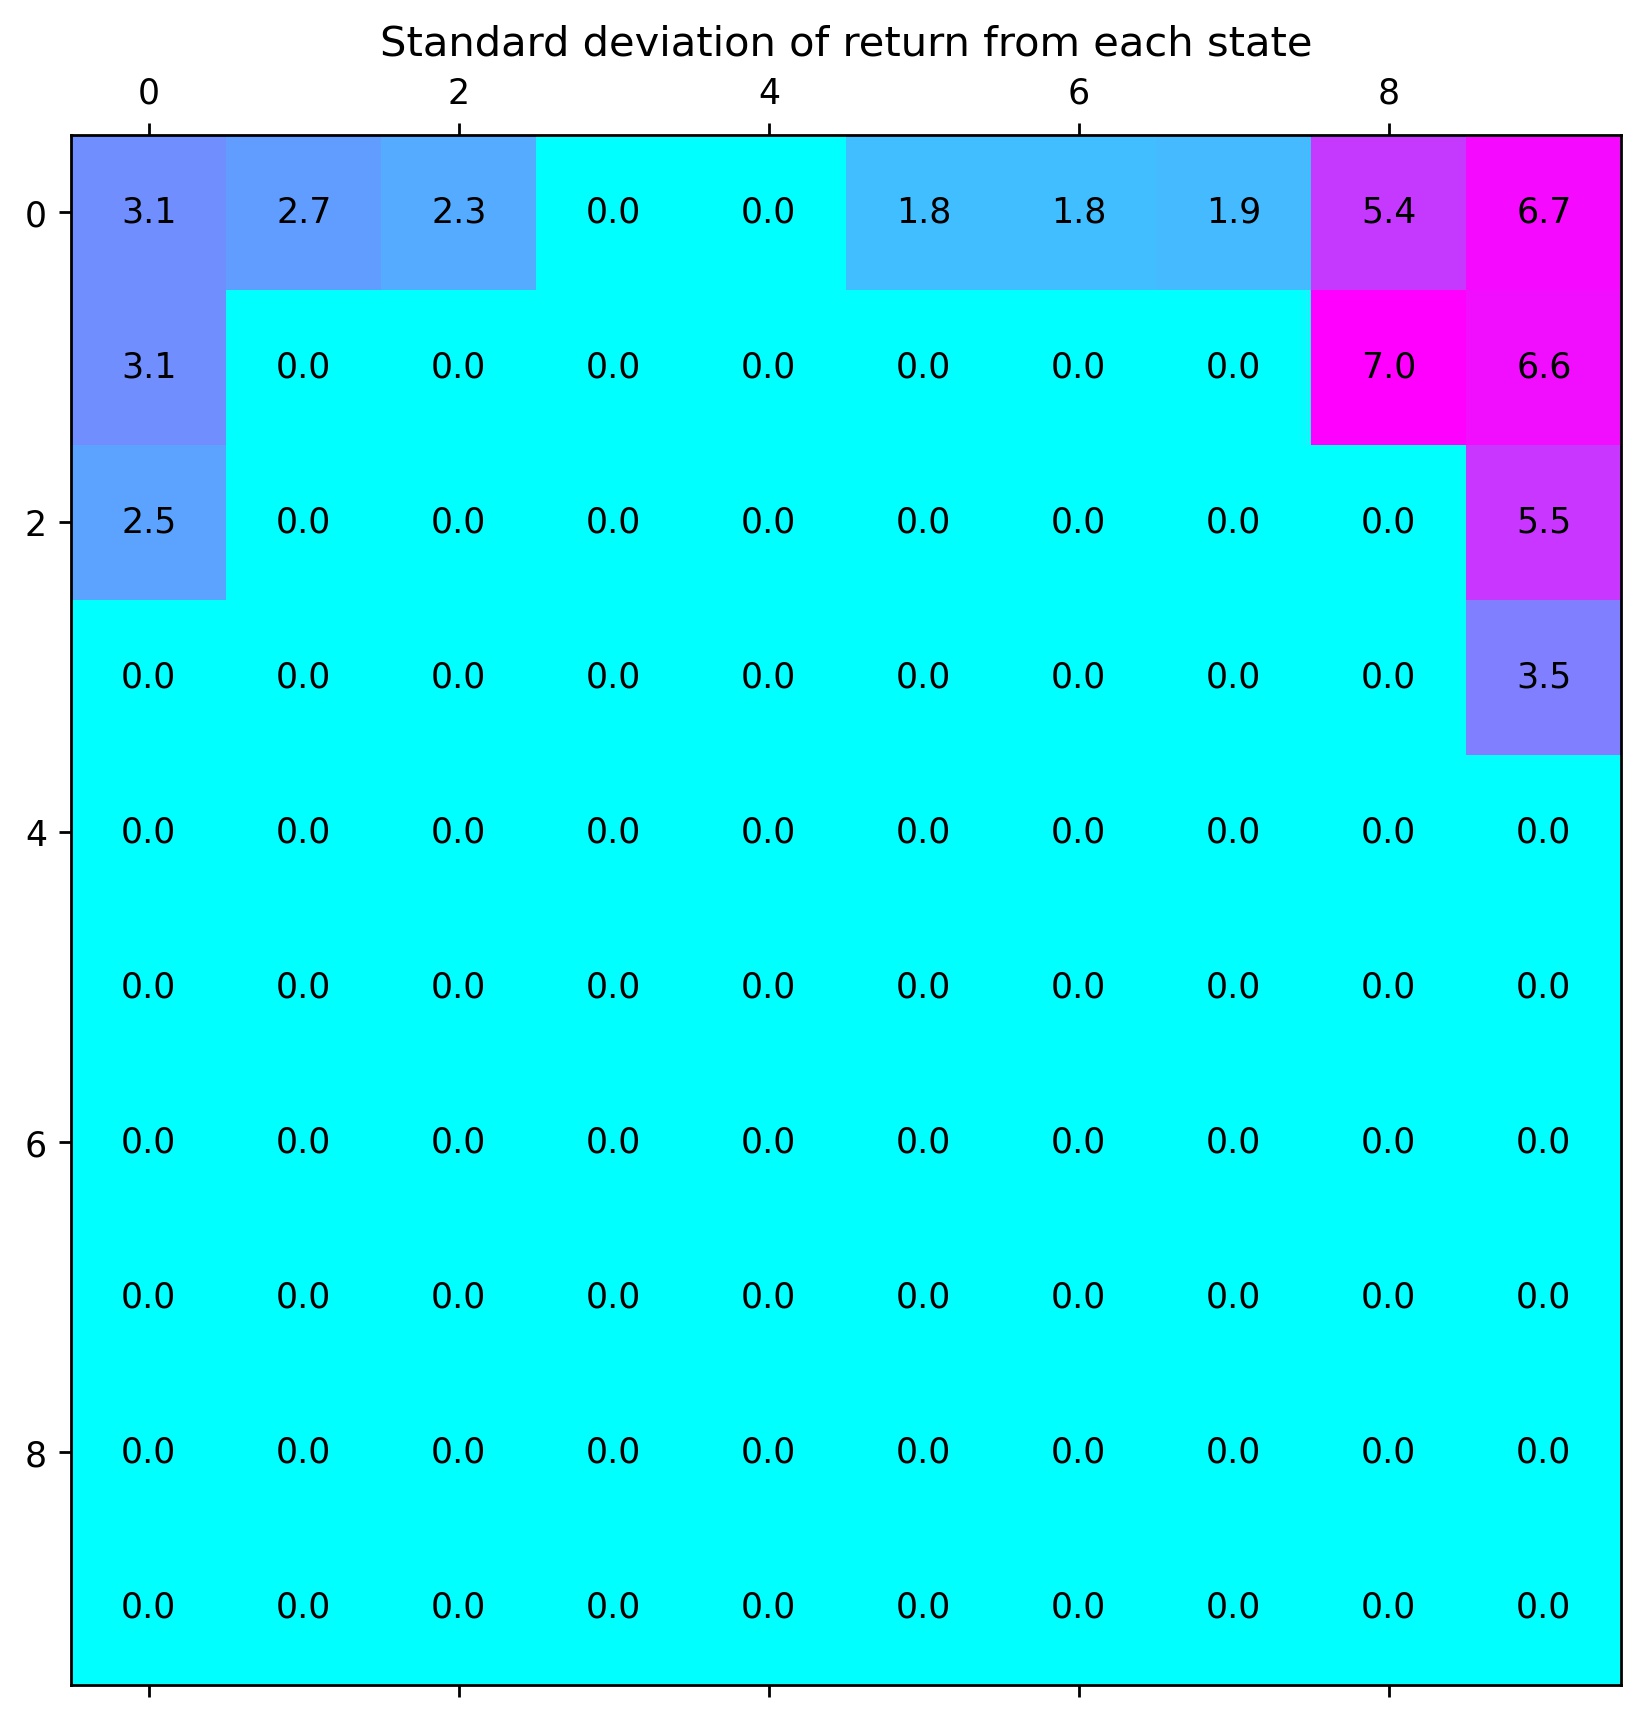 Standard deviation of return from each state
0 2 4 6 8
0 3.1 2.7 2.3 0.0 0.0 1.8 1.8 1.9 5.4 6.7
3.1 0.0 0.0 0.0 0.0 0.0 0.0 0.0 7.0 6.6
2 2.5 0.0 0.0 0.0 0.0 0.0 0.0 0.0 0.0 5.5
0.0 0.0 0.0 0.0 0.0 0.0 0.0 0.0 0.0 3.5
4 0.0 0.0 0.0 0.0 0.0 0.0 0.0 0.0 0.0 0.0
0.0 0.0 0.0 0.0 0.0 0.0 0.0 0.0 0.0 0.0
6 0.0 0.0 0.0 0.0 0.0 0.0 0.0 0.0 0.0 0.0
0.0 0.0 0.0 0.0 0.0 0.0 0.0 0.0 0.0 0.0
8 0.0 0.0 0.0 0.0 0.0 0.0 0.0 0.0 0.0 0.0
0.0 0.0 0.0 0.0 0.0 0.0 0.0 0.0 0.0 0.0